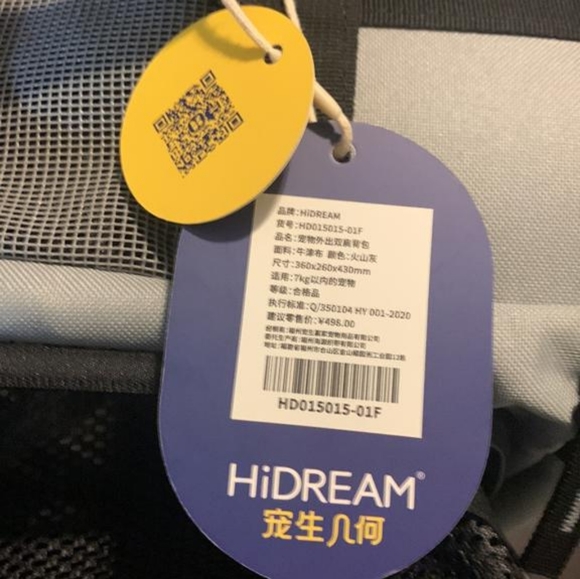 品牌:HiDREAM
货号:HD015015-01F
品名:宠物外出双肩背包
面料:牛津布 颜色:火山灰
尺寸:360x260x430mm
适用:7kg以内的宠物
等级:合格品
执行标准:Q/350104 HY 001-2020
建议零售价:¥498.00
HD015015-01F
HiDREAM®
宠生几何